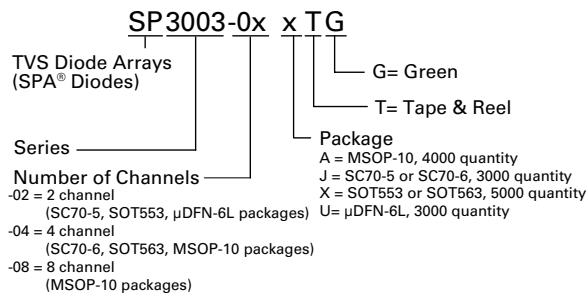 SP3003-0x x TG
TVS Diode Arrays
(SPA® Diodes)
G= Green
T= Tape & Reel
Series
Package
A = MSOP-10, 4000 quantity
J = SC70-5 or SC70-6, 3000 quantity
X = SOT553 or SOT563, 5000 quantity
U= µDFN-6L, 3000 quantity
Number of Channels
-02 = 2 channel
(SC70-5, SOT553, µDFN-6L packages)
-04 = 4 channel
(SC70-6, SOT563, MSOP-10 packages)
-08 = 8 channel
(MSOP-10 packages)